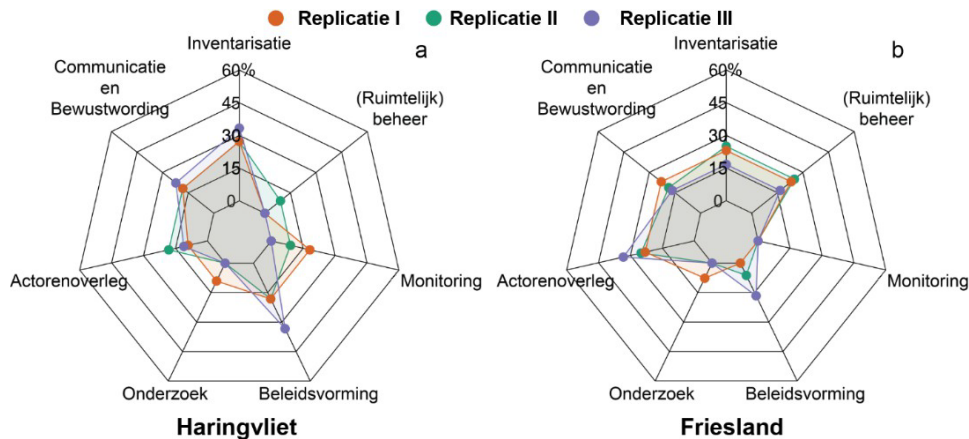 Replicatie I
Replicatie II
Replicatie III
Inventarisatie
a
60%
45
30
15
0
Communicatie
en
Bewustwording
(Ruimtelijk)
beheer
Actorenoverleg
Monitoring
Onderzoek
Beleidsvorming
Haringvliet
Inventarisatie
b
60%
45
30
15
0
Communicatie
en
Bewustwording
(Ruimtelijk)
beheer
Actorenoverleg
Monitoring
Onderzoek
Beleidsvorming
Friesland